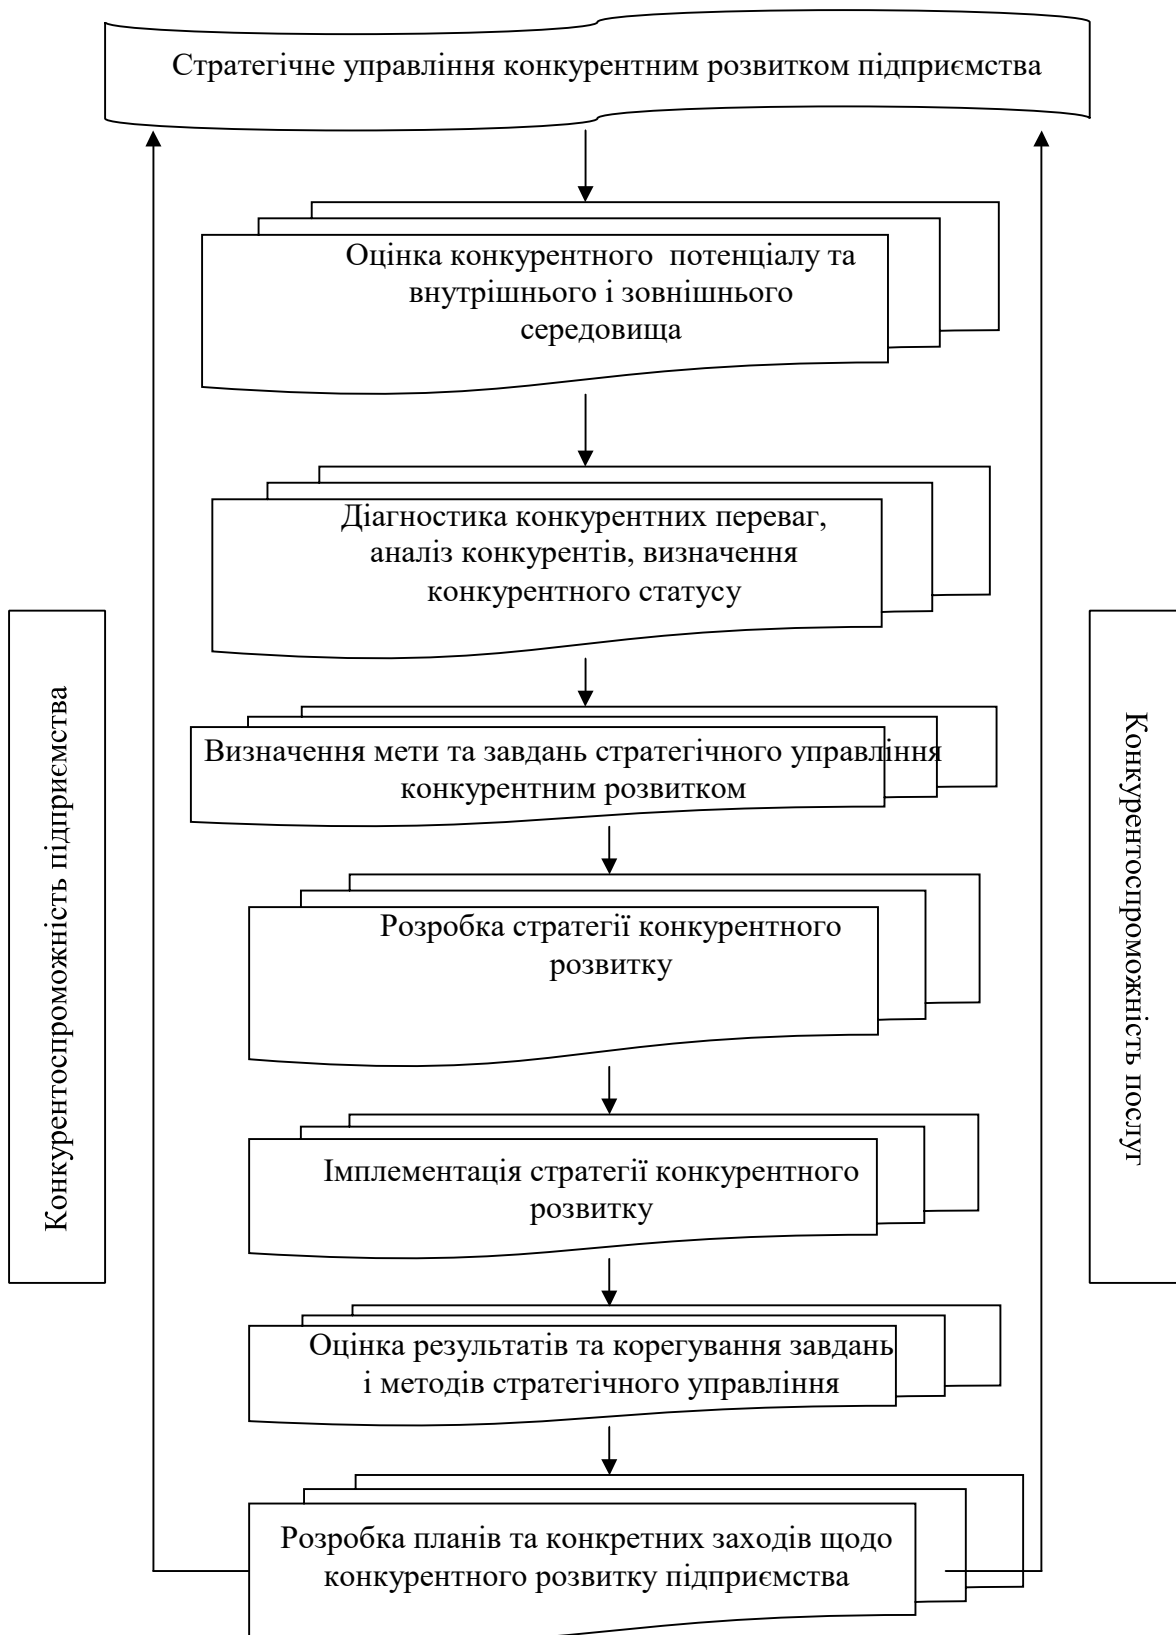 Стратегічне управління конкурентним розвитком підприємства
Оцінка конкурентного потенціалу та
внутрішнього і зовнішнього
середовища
Діагностика конкурентних переваг,
аналіз конкурентів, визначення
конкурентного статусу
Конкурентоспроможність підприємства
Конкурентоспроможність послуг
Визначення мети та завдань стратегічного управління
конкурентним розвитком
Розробка стратегії конкурентного
розвитку
Імплементація стратегії конкурентного
розвитку
Оцінка результатів та корегування завдань
і методів стратегічного управління
Розробка планів та конкретних заходів щодо
конкурентного розвитку підприємства